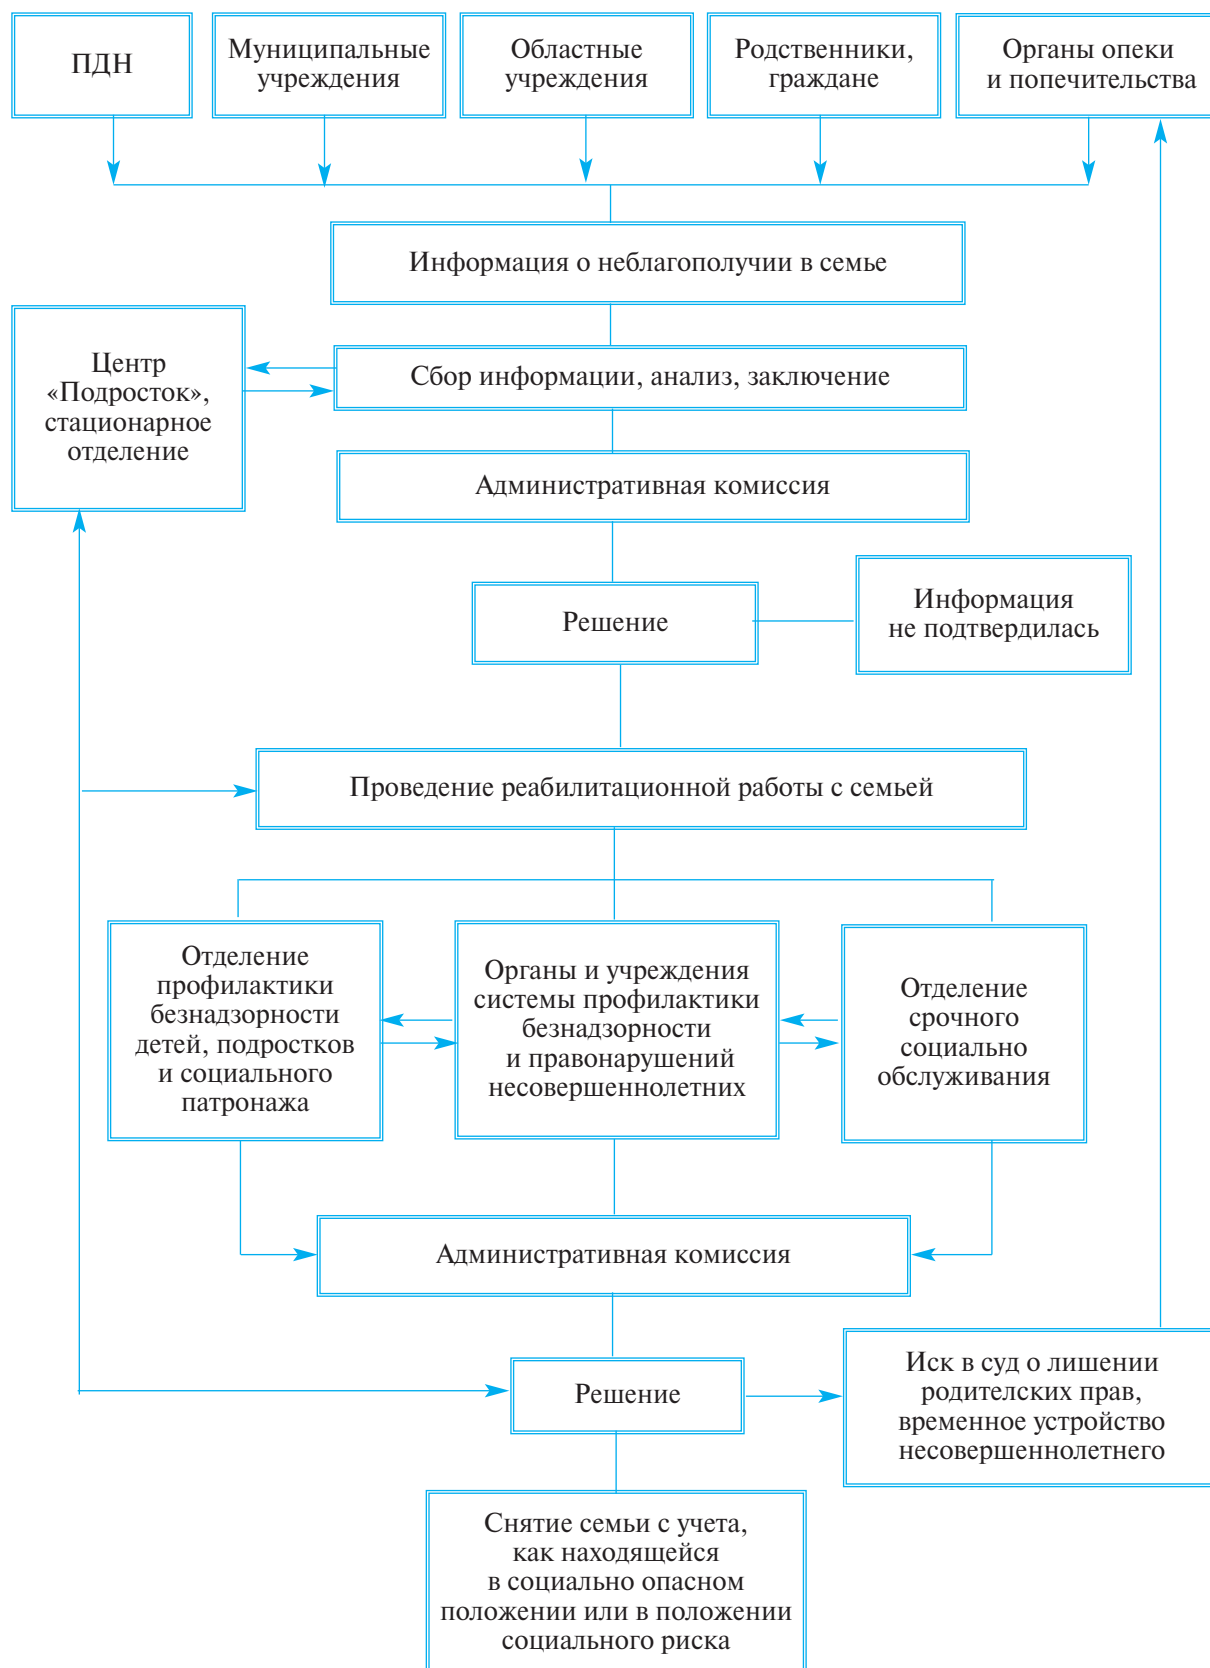 ПДН
Муниципальные
учреждения
Областные
учреждения
Родственники,
граждане
Органы опеки
и попечительства
Информация о неблагополучии в семье
Центр
«Подросток»,
стационарное
отделение
Сбор информации, анализ, заключение
Административная комиссия
Решение
Информация
не подтвердилась
Проведение реабилитационной работы с семьей
Отделение
профилактики
безнадзорности
детей, подростков
и социального
патронажа
Органы и учреждения
системы профилактики
безнадзорности
и правонарушений
несовершеннолетних
Отделение
срочного
социально
обслуживания
Административная комиссия
Решение
Иск в суд о лишении
родителских прав,
временное устройство
несовершеннолетнего
Снятие семьи с учета,
как находящейся
в социально опасном
положении или в положении
социального риска